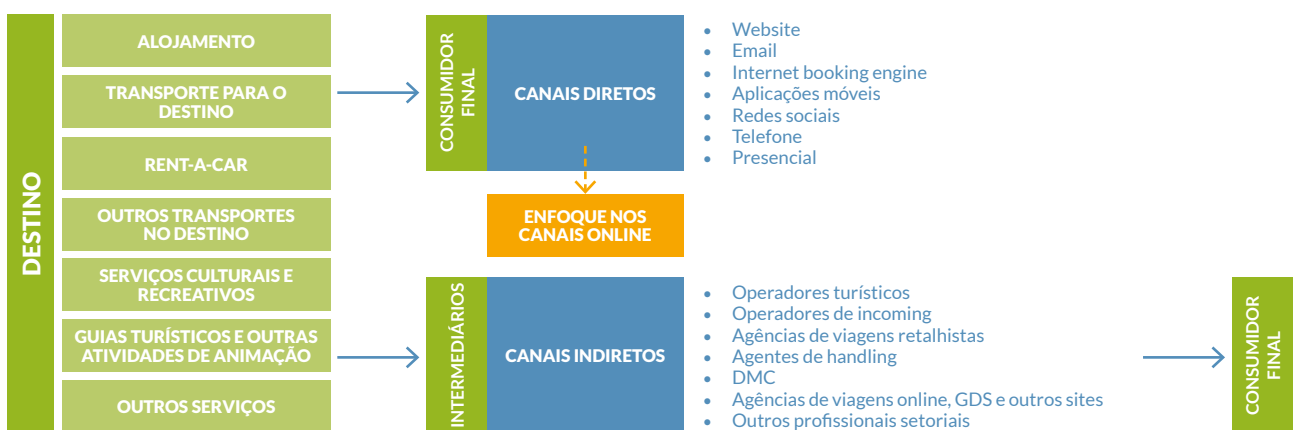 DESTINO
ALOJAMENTO
TRANSPORTE PARA O
DESTINO
RENT-A-CAR
OUTROS TRANSPORTES
NO DESTINO
SERVIÇOS CULTURAIS E
RECREATIVOS
GUIAS TURÍSTICOS E OUTRAS
ATIVIDADES DE ANIMAÇÃO
OUTROS SERVIÇOS
CONSUMIDOR
FINAL
CANAIS DIRETOS
• Website
• Email
• Internet booking engine
• Aplicações móveis
• Redes sociais
• Telefone
• Presencial
ENFOQUE NOS
CANAIS ONLINE
INTERMEDIÁRIOS
CANAIS INDIRETOS
• Operadores turísticos
• Operadores de incoming
• Agências de viagens retalhistas
• Agentes de handling
• DMC
• Agências de viagens online, GDS e outros sites
• Outros profissionais setoriais
CONSUMIDOR
FINAL